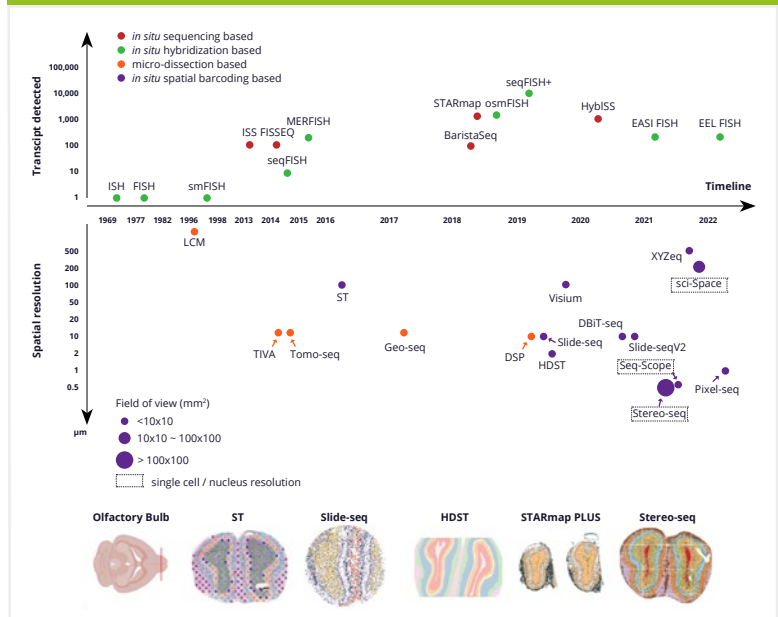 in situ sequencing based
in situ hybridization based
micro-dissection based
in situ spatial barcoding based
Transcipt detected
100,000
10,000
1,000
100
10
1
seqFISH+
STARmap osmFISH
HybISS
MERFISH
ISS FISSEQ
BaristaSeq
EASI FISH
EEL FISH
seqFISH
ISH
FISH
smFISH
Timeline
1969 1977 1982 1996 1998 2013 2014 2015 2016 2017 2018 2019 2020 2021 2022
Spatial resolution
500
200
100
50
20
10
2
1
0.5
µm
LCM
XYZeq
sci-Space
ST
Visium
DBiT-seq
TIVA
Tomo-seq
Geo-seq
DSP
Slide-seq
HDST
Slide-seqV2
Seq-Scope
Pixel-seq
Stereo-seq
Field of view (mm²)
<10x10
10x10 ~ 100x100
> 100x100
single cell / nucleus resolution
Olfactory Bulb
ST
Slide-seq
HDST
STARmap PLUS
Stereo-seq